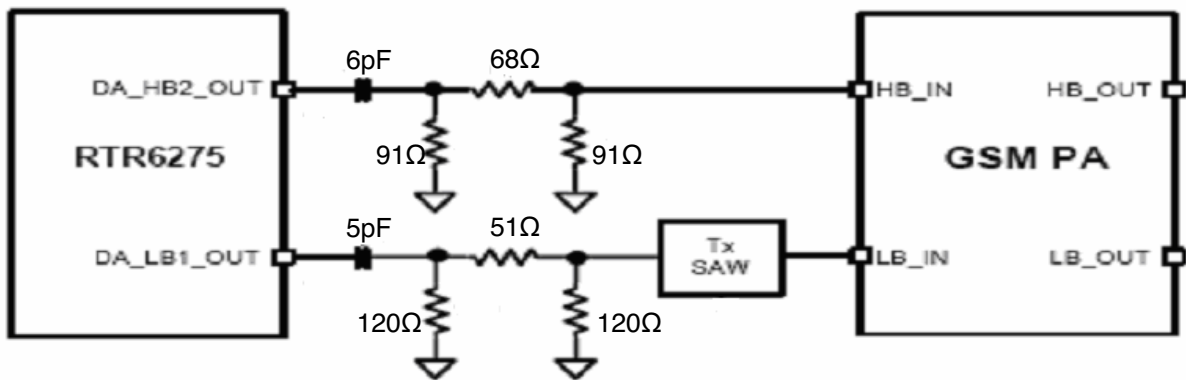 6pF
68Ω
DA_HB2_OUT
HB_IN
HB_OUT
91Ω
91Ω
RTR6275
GSM PA
5pF
51Ω
DA_LB1_OUT
Tx
SAW
LB_IN
LB_OUT
120Ω
120Ω